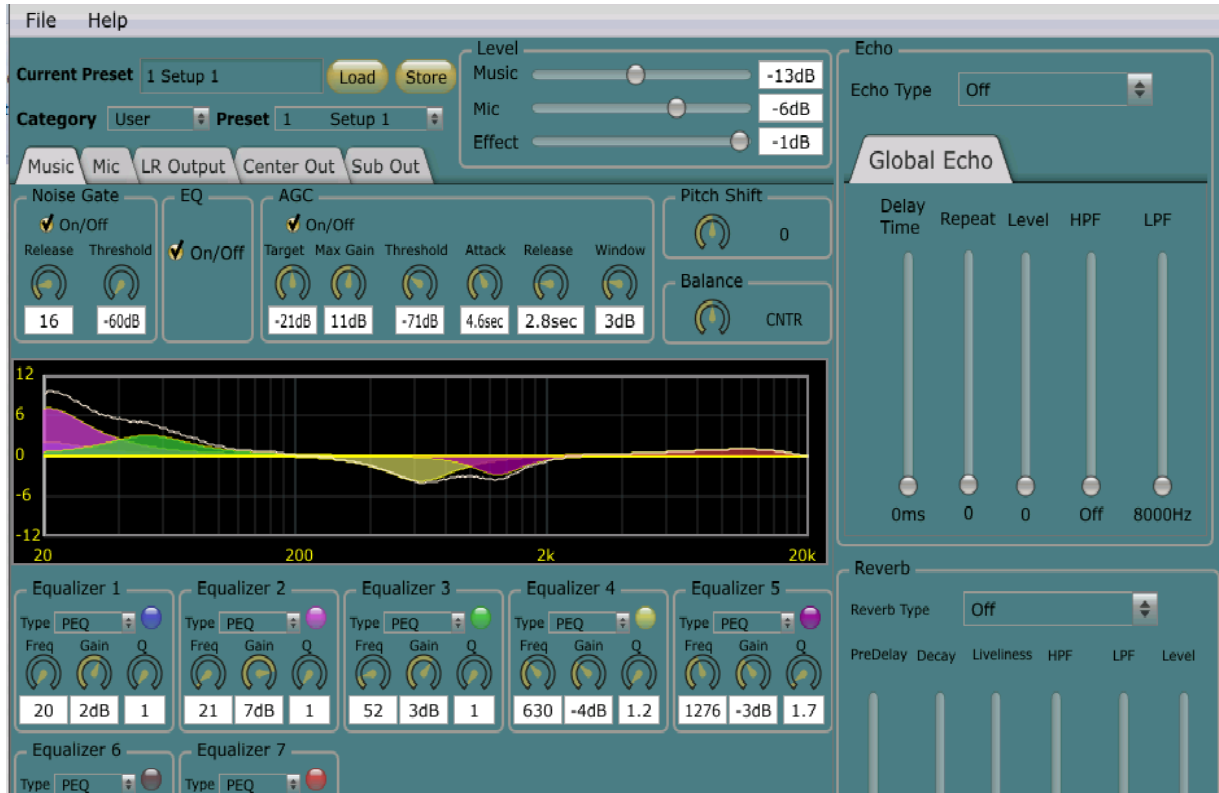 File Help
Current Preset 1 Setup 1 Load Store
Category User Preset 1 Setup 1
Level
Music -13dB
Mic -6dB
Effect -1dB
Music Mic LR Output Center Out Sub Out
Noise Gate
On/Off
Release Threshold
16 -60dB
EQ
On/Off
AGC
On/Off
Target Max Gain Threshold Attack Release Window
-21dB 11dB -71dB 4.6sec 2.8sec 3dB
Pitch Shift
0
Balance
CNTR
12
6
0
-6
-12
20 200 2k 20k
Equalizer 1
Type PEQ
Freq Gain Q
20 2dB 1
Equalizer 2
Type PEQ
Freq Gain Q
21 7dB 1
Equalizer 3
Type PEQ
Freq Gain Q
52 3dB 1
Equalizer 4
Type PEQ
Freq Gain Q
630 -4dB 1.2
Equalizer 5
Type PEQ
Freq Gain Q
1276 -3dB 1.7
Equalizer 6
Type PEQ
Equalizer 7
Type PEQ
Echo
Echo Type Off
Global Echo
Delay Time Repeat Level HPF LPF
0ms 0 0 Off 8000Hz
Reverb
Reverb Type Off
PreDelay Decay Liveliness HPF LPF Level